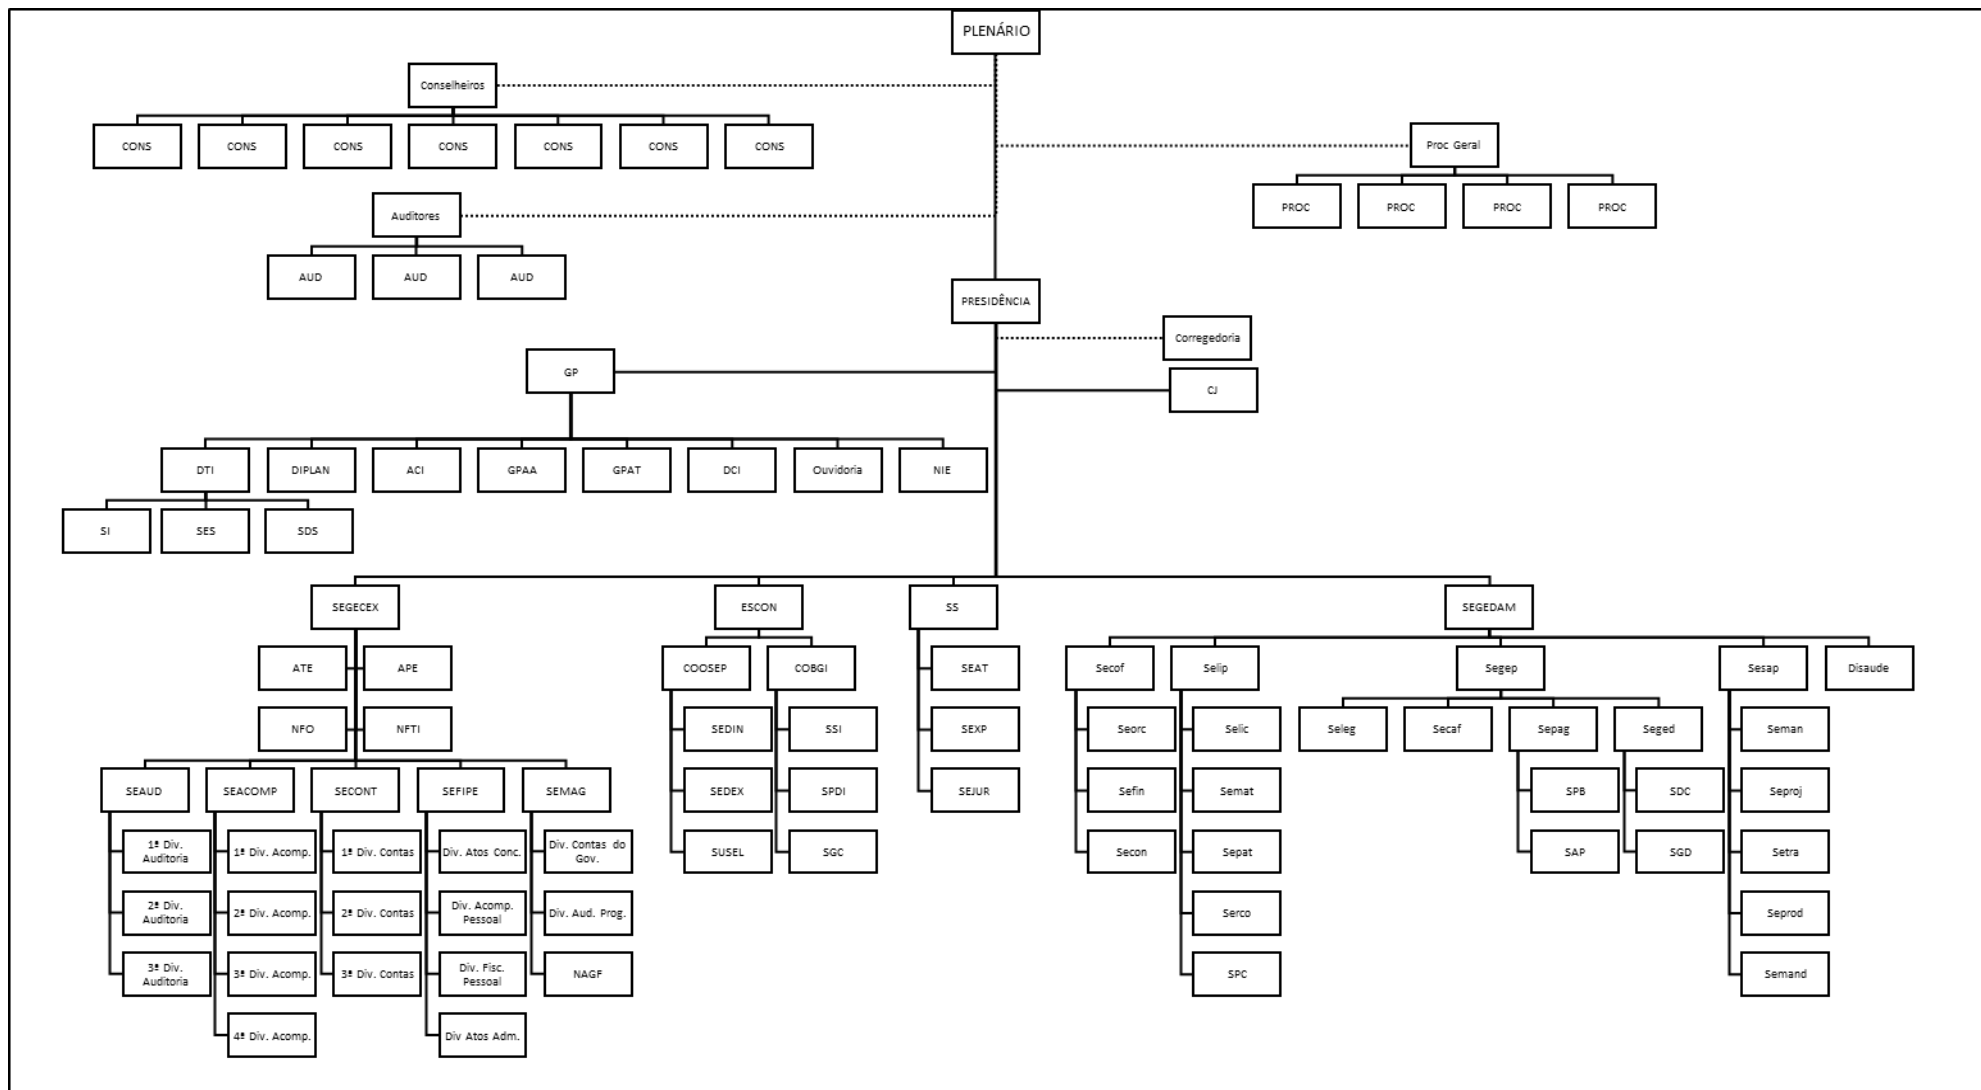 PLENÁRIO
Conselheiros
CONS
CONS
CONS
CONS
CONS
CONS
CONS
Proc Geral
PROC
PROC
PROC
PROC
Auditores
AUD
AUD
AUD
PRESIDÊNCIA
Corregedoria
GP
CJ
DTI
DIPLAN
ACI
GPAA
GPAT
DCI
Ouvidoria
NIE
SI
SES
SDS
SEGECEX
ESCON
SS
SEGEDAM
ATE
APE
NFO
NFTI
SEAUD
SEACOMP
SECONT
SEFIPE
SEMAG
1ª Div.
Auditoria
2ª Div.
Auditoria
3ª Div.
Auditoria
1ª Div. Acomp.
2ª Div. Acomp.
3ª Div. Acomp.
4ª Div. Acomp.
1ª Div. Contas
2ª Div. Contas
3ª Div. Contas
Div. Atos Conc.
Div. Acomp.
Pessoal
Div. Fisc.
Pessoal
Div Atos Adm.
Div. Contas do
Gov.
Div. Aud. Prog.
NAGF
COOSEP
COBGI
SEDIN
SEDEX
SUSEL
SSI
SPDI
SGC
SEAT
SEXP
SEJUR
Secof
Selip
Segep
Sesap
Disaude
Seorc
Sefin
Secon
Selic
Semat
Sepat
Serco
SPC
Seleg
Secaf
Sepag
Seged
SPB
SAP
SDC
SGD
Seman
Seproj
Setra
Seprod
Semand